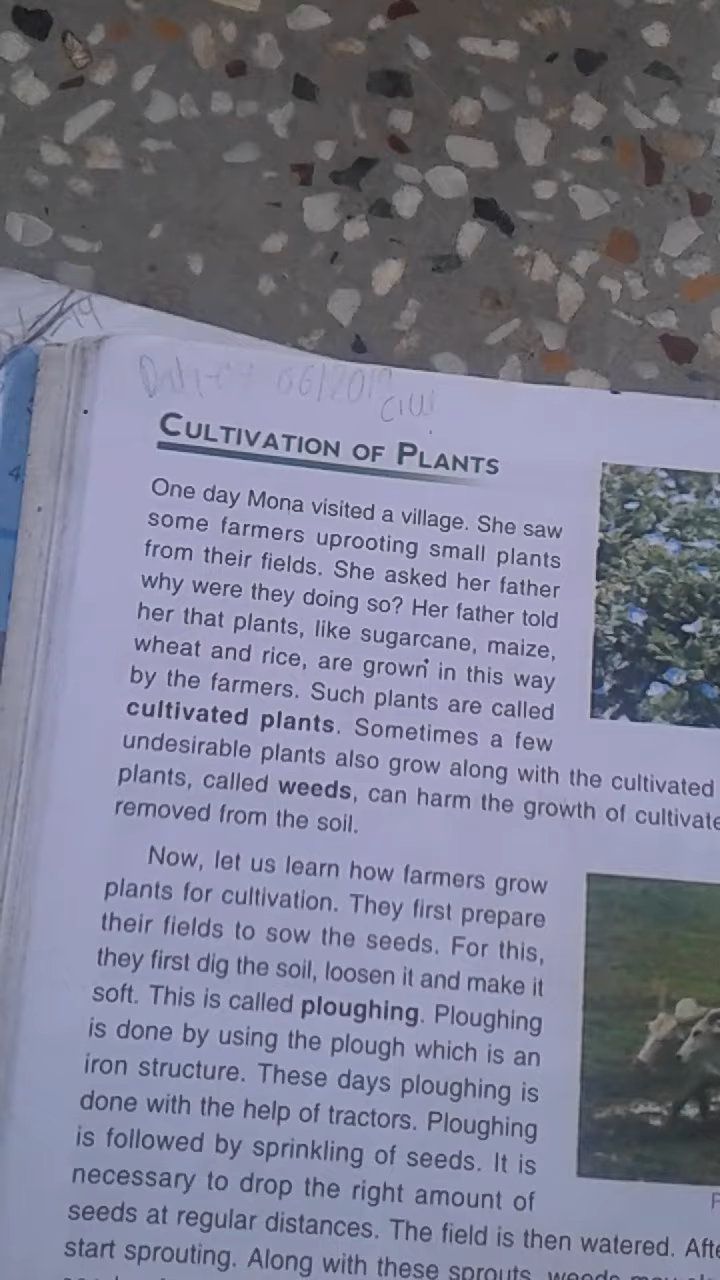 CULTIVATION OF PLANTS
One day Mona visited a village. She saw
some farmers uprooting small plants
from their fields. She asked her father
why were they doing so? Her father told
her that plants, like sugarcane, maize,
wheat and rice, are grown in this way
by the farmers. Such plants are called
cultivated plants. Sometimes a few
undesirable plants also grow along with the cultivated
plants, called weeds, can harm the growth of
removed from the soil.
Now, let us learn how farmers grow
plants for cultivation. They first prepare
their fields to sow the seeds. For this,
they first dig the soil, loosen it and make it
soft. This is called ploughing. Ploughing
is done by using the plough which is an
iron structure. These days ploughing is
done with the help of tractors. Ploughing
is followed by sprinkling of seeds. It is
necessary to drop the right amount of
seeds at regular distances. The field is then watered.
start sprouting. Along with these sprouts, weeds